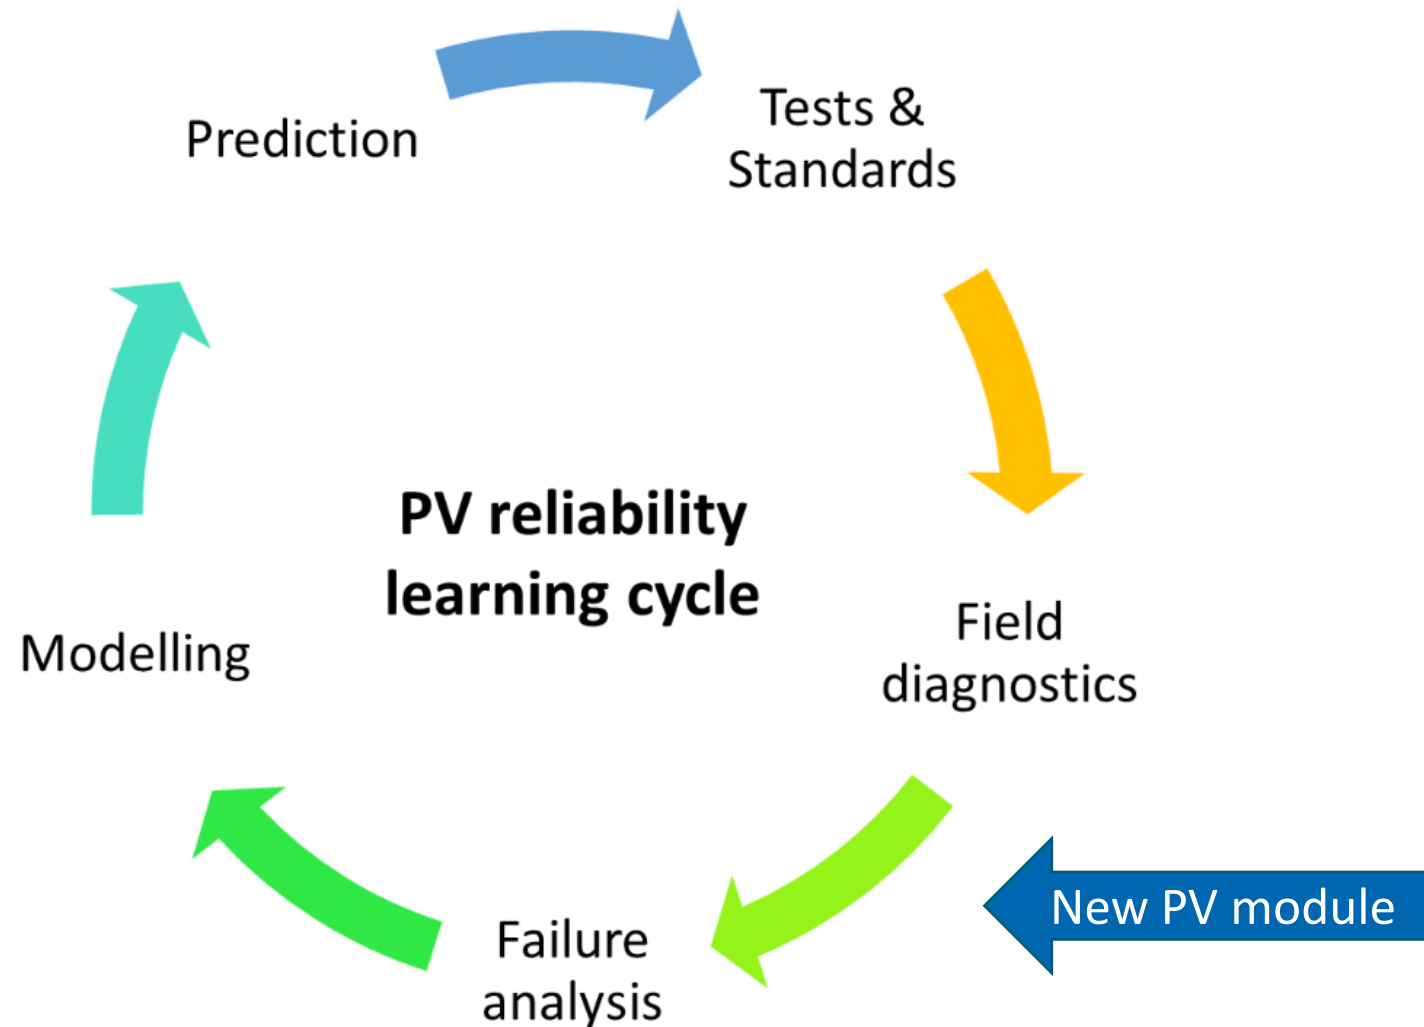 Prediction
Tests &
Standards
PV reliability
learning cycle
Field
diagnostics
Modelling
New PV module
Failure
analysis